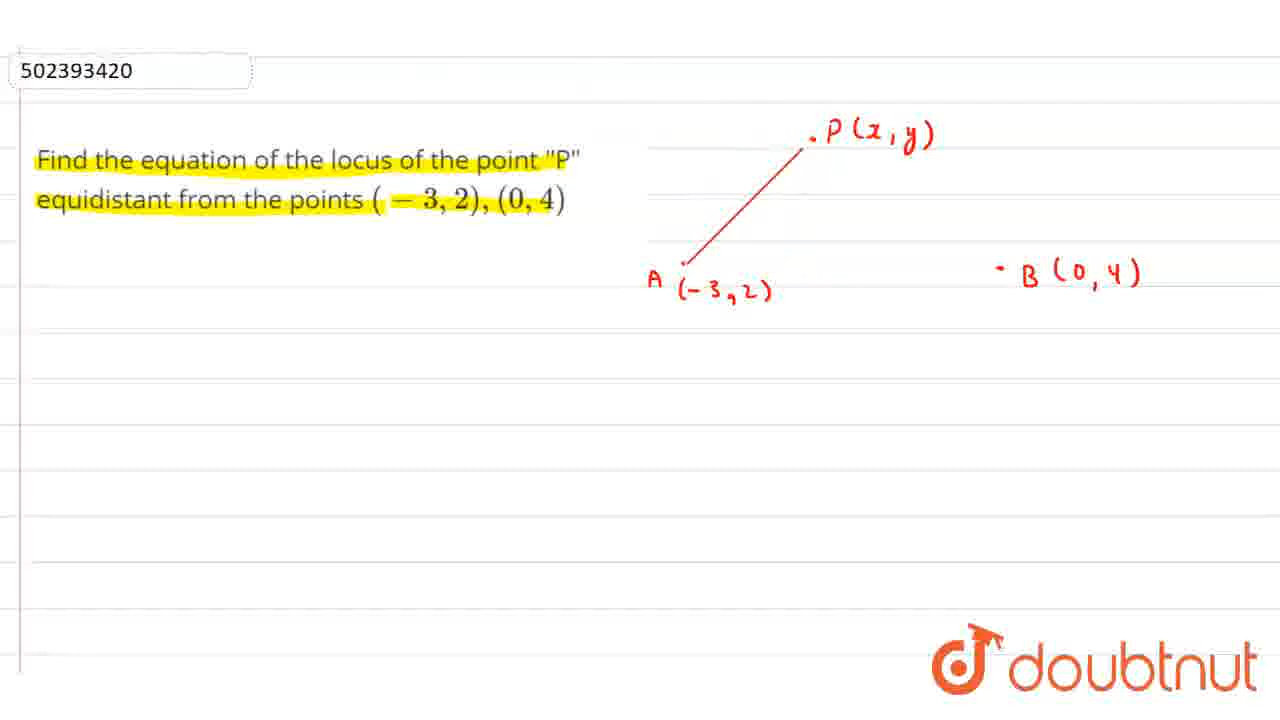 502393420
Find the equation of the locus of the point "P"
equidistant from the points (−3, 2), (0, 4)
P (x, y)
A (-3, 2)
B (0, 4)
doubtnut